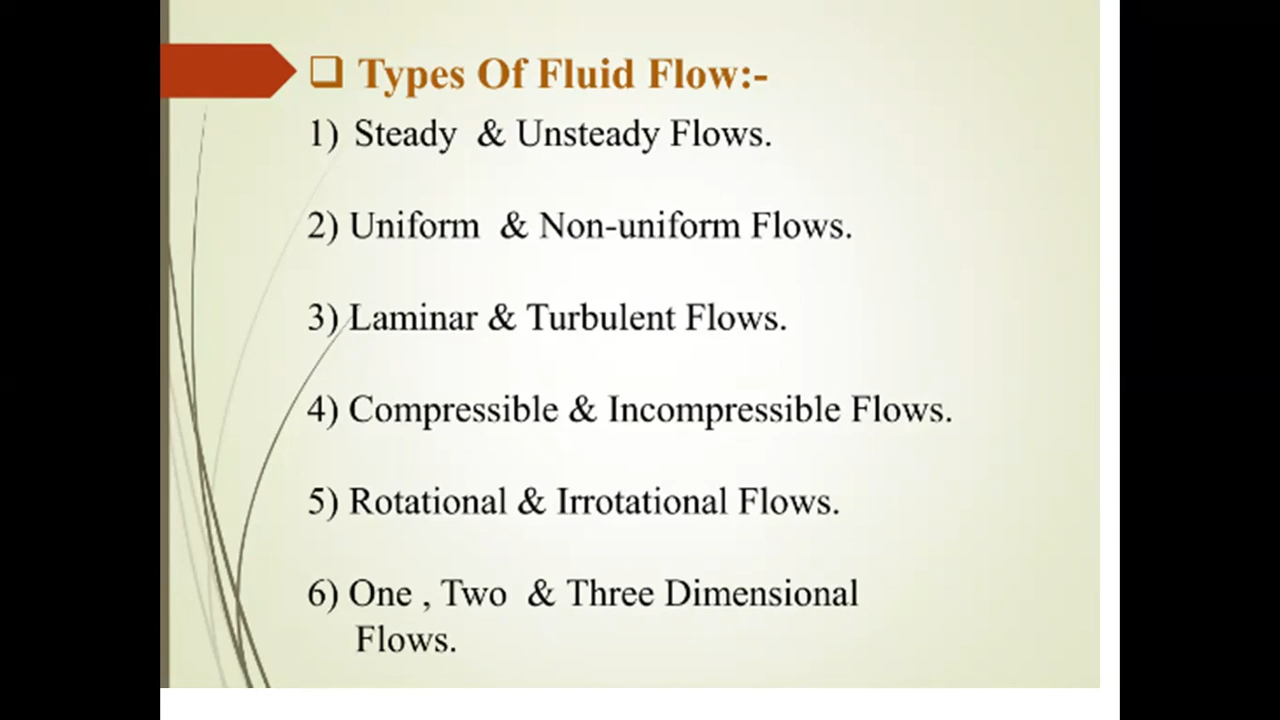 ❑ Types Of Fluid Flow:-
1) Steady & Unsteady Flows.
2) Uniform & Non-uniform Flows.
3) Laminar & Turbulent Flows.
4) Compressible & Incompressible Flows.
5) Rotational & Irrotational Flows.
6) One , Two & Three Dimensional
Flows.